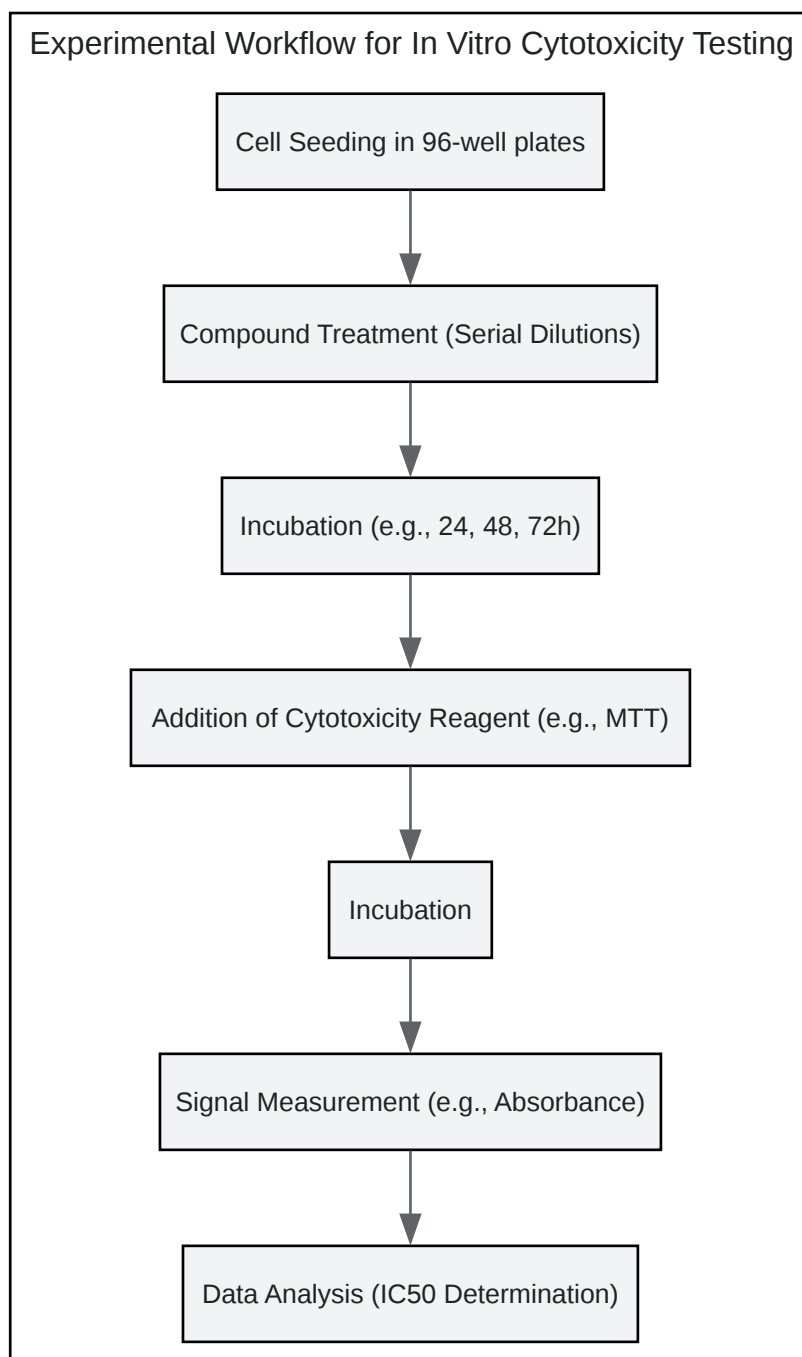 Experimental Workflow for In Vitro Cytotoxicity Testing
Cell Seeding in 96-well plates
Compound Treatment (Serial Dilutions)
Incubation (e.g., 24, 48, 72h)
Addition of Cytotoxicity Reagent (e.g., MTT)
Incubation
Signal Measurement (e.g., Absorbance)
Data Analysis (IC50 Determination)